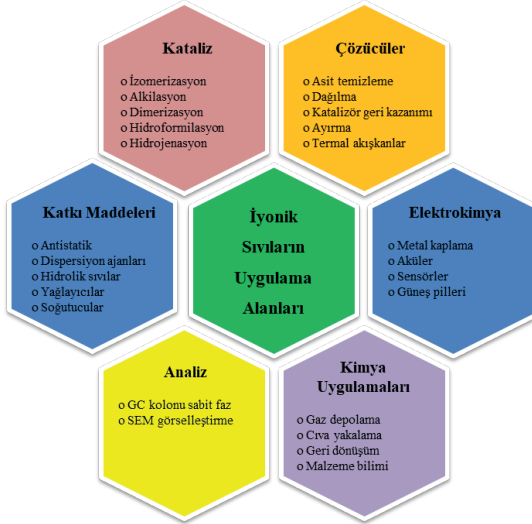 Kataliz
o İzomerizasyon
o Alkilasyon
o Dimerizasyon
o Hidroformilasyon
o Hidrojenasyon
Çözücüler
o Asit temizleme
o Dağılma
o Katalizör geri kazanımı
o Ayırma
o Termal akışkanlar
Katkı Maddeleri
o Antistatik
o Dispersiyon ajanları
o Hidrolik sıvılar
o Yağlayıcılar
o Soğutucular
İyonik
Sıvıların
Uygulama
Alanları
Elektrokimya
o Metal kaplama
o Aküler
o Sensörler
o Güneş pilleri
Analiz
o GC kolonu sabit faz
o SEM görselleştirme
Kimya
Uygulamaları
o Gaz depolama
o Cıva yakalama
o Geri dönüşüm
o Malzeme bilimi